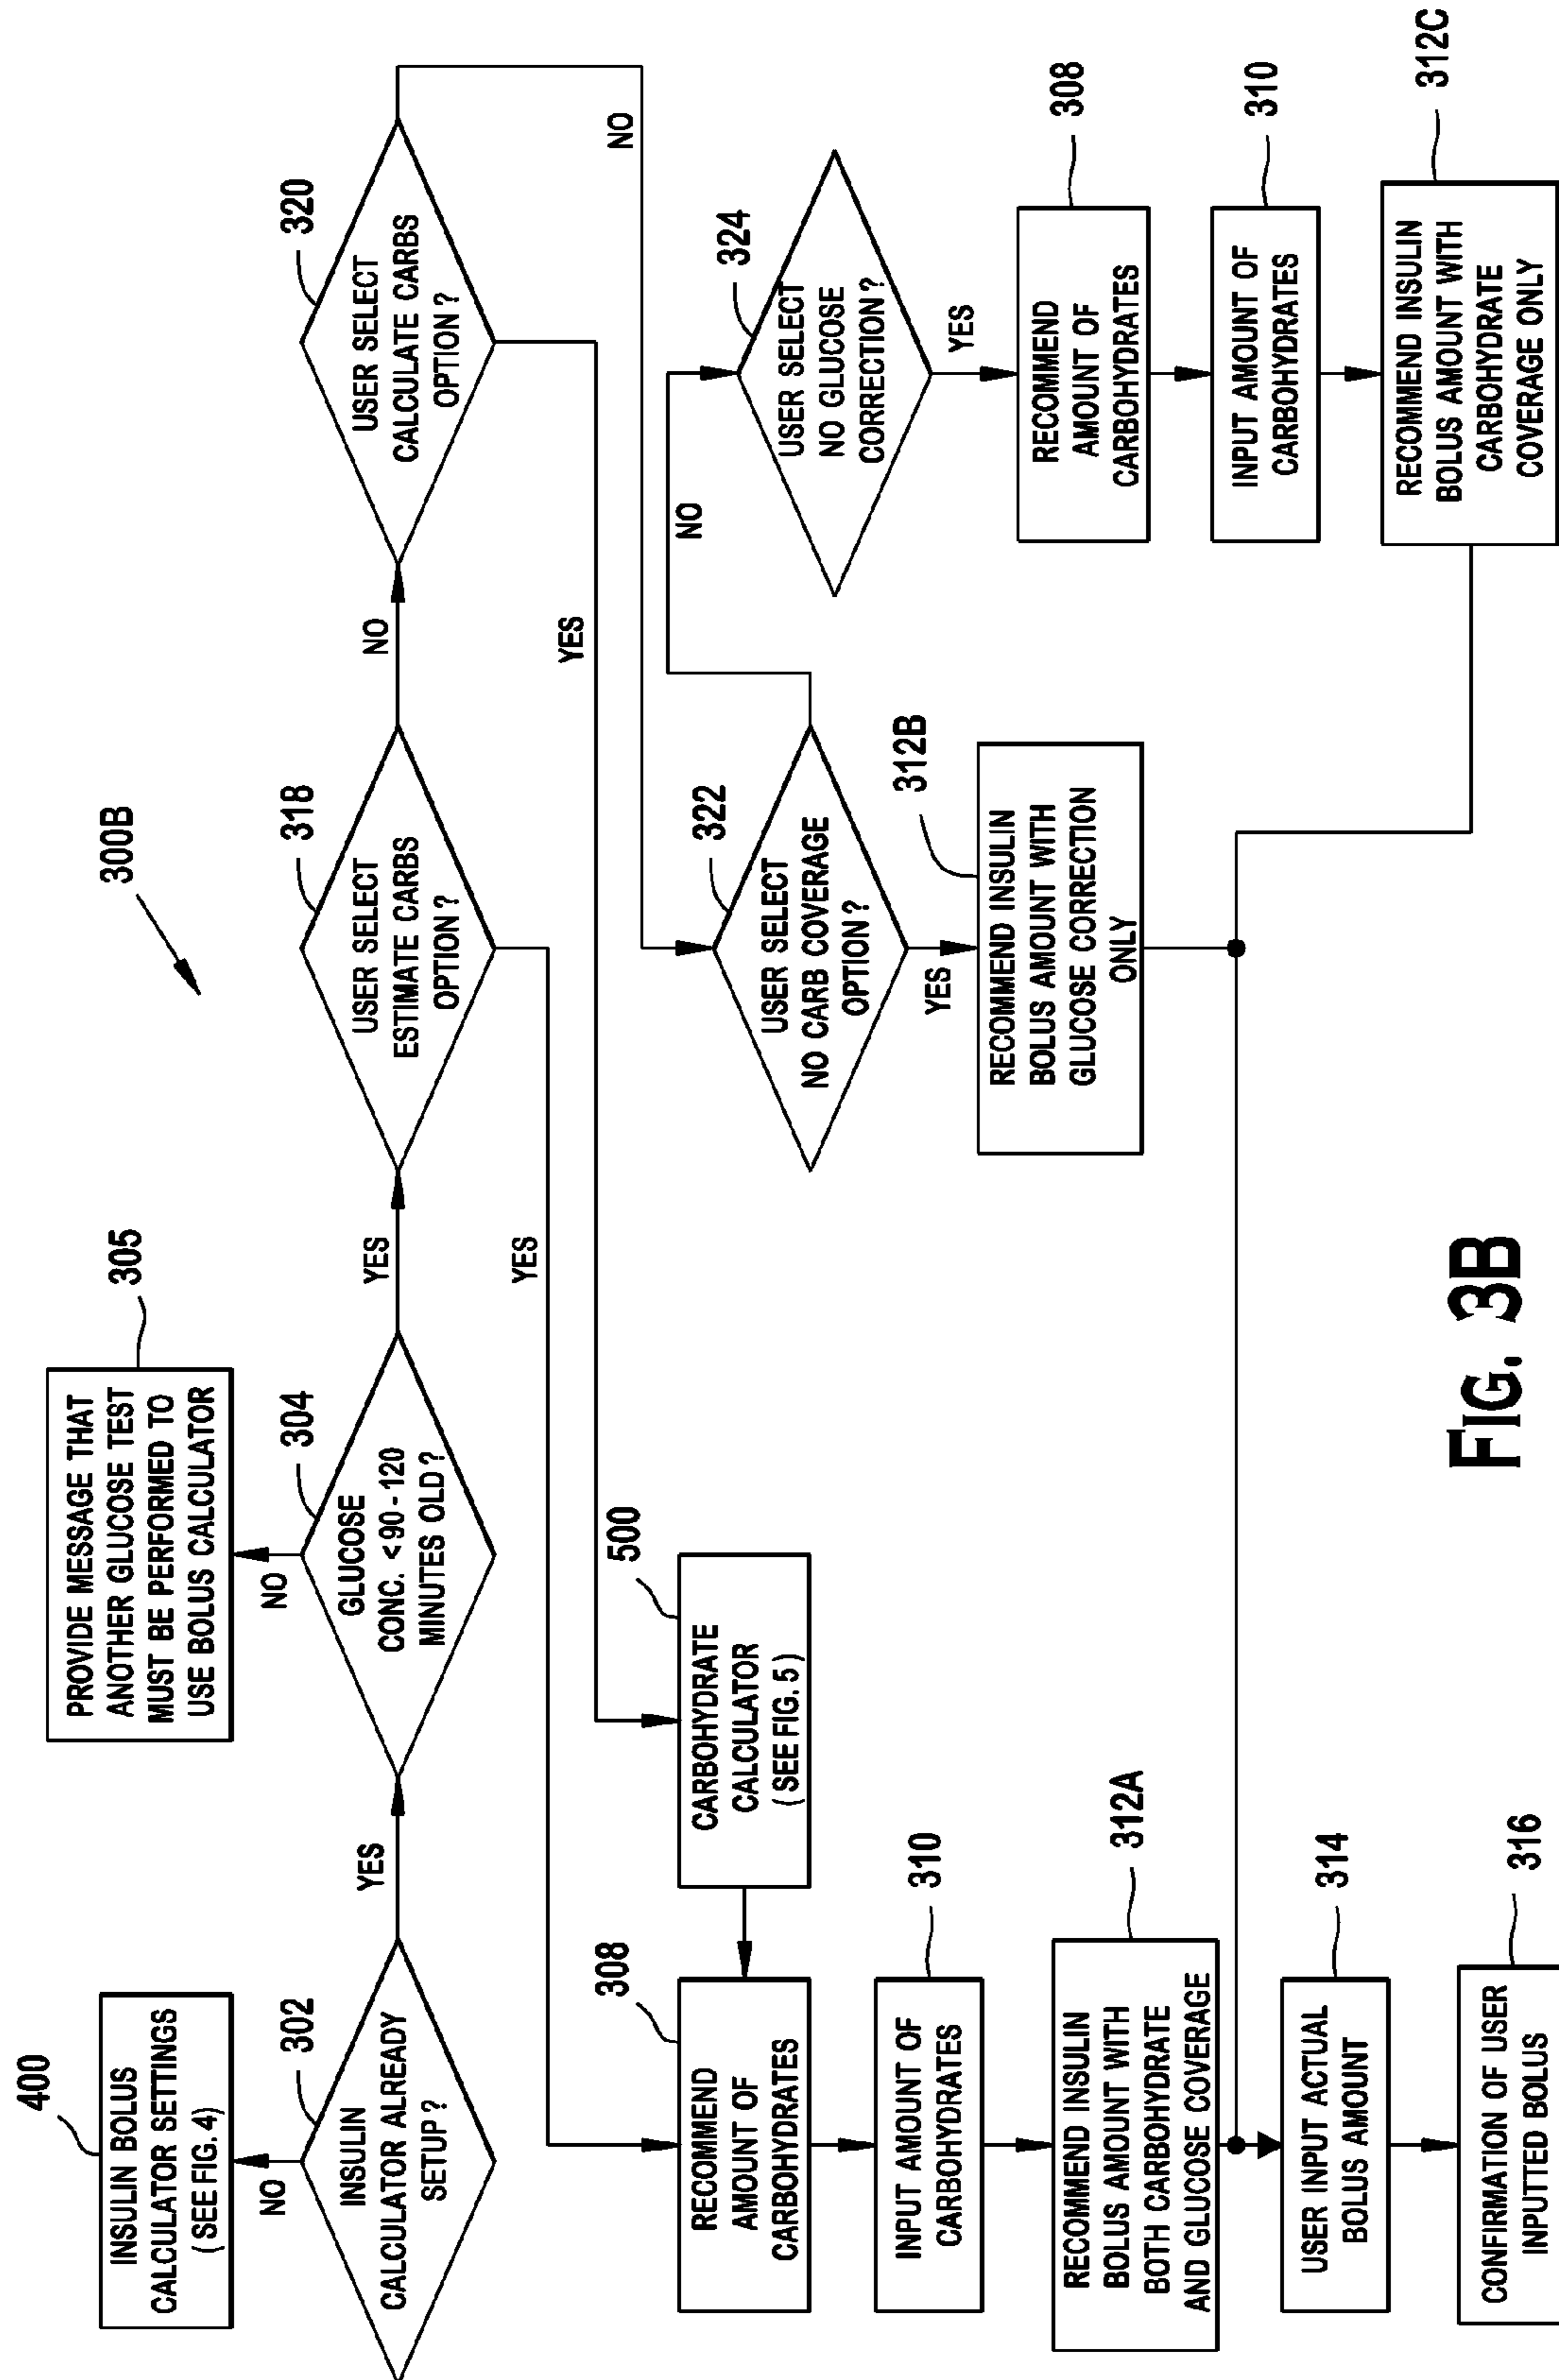 300B
400
INSULIN BOLUS
CALCULATOR SETTINGS
(SEE FIG. 4)
NO
302
INSULIN
CALCULATOR ALREADY
SETUP?
YES
305
PROVIDE MESSAGE THAT
ANOTHER GLUCOSE TEST
MUST BE PERFORMED TO
USE BOLUS CALCULATOR
NO
304
GLUCOSE
CONC. <90-120
MINUTES OLD?
YES
318
USER SELECT
ESTIMATE CARBS
OPTION?
NO
YES
320
USER SELECT
CALCULATE CARBS
OPTION?
YES
NO
500
CARBOHYDRATE
CALCULATOR
(SEE FIG. 5)
308
RECOMMEND
AMOUNT OF
CARBOHYDRATES
310
INPUT AMOUNT OF
CARBOHYDRATES
312A
RECOMMEND INSULIN
BOLUS AMOUNT WITH
BOTH CARBOHYDRATE
AND GLUCOSE COVERAGE
314
USER INPUT ACTUAL
BOLUS AMOUNT
316
CONFIRMATION OF USER
INPUTTED BOLUS
322
USER SELECT
NO CARB COVERAGE
OPTION?
NO
YES
312B
RECOMMEND INSULIN
BOLUS AMOUNT WITH
GLUCOSE CORRECTION
ONLY
324
USER SELECT
NO GLUCOSE
CORRECTION?
YES
308
RECOMMEND
AMOUNT OF
CARBOHYDRATES
310
INPUT AMOUNT OF
CARBOHYDRATES
312C
RECOMMEND INSULIN
BOLUS AMOUNT WITH
CARBOHYDRATE
COVERAGE ONLY
FIG. 3B